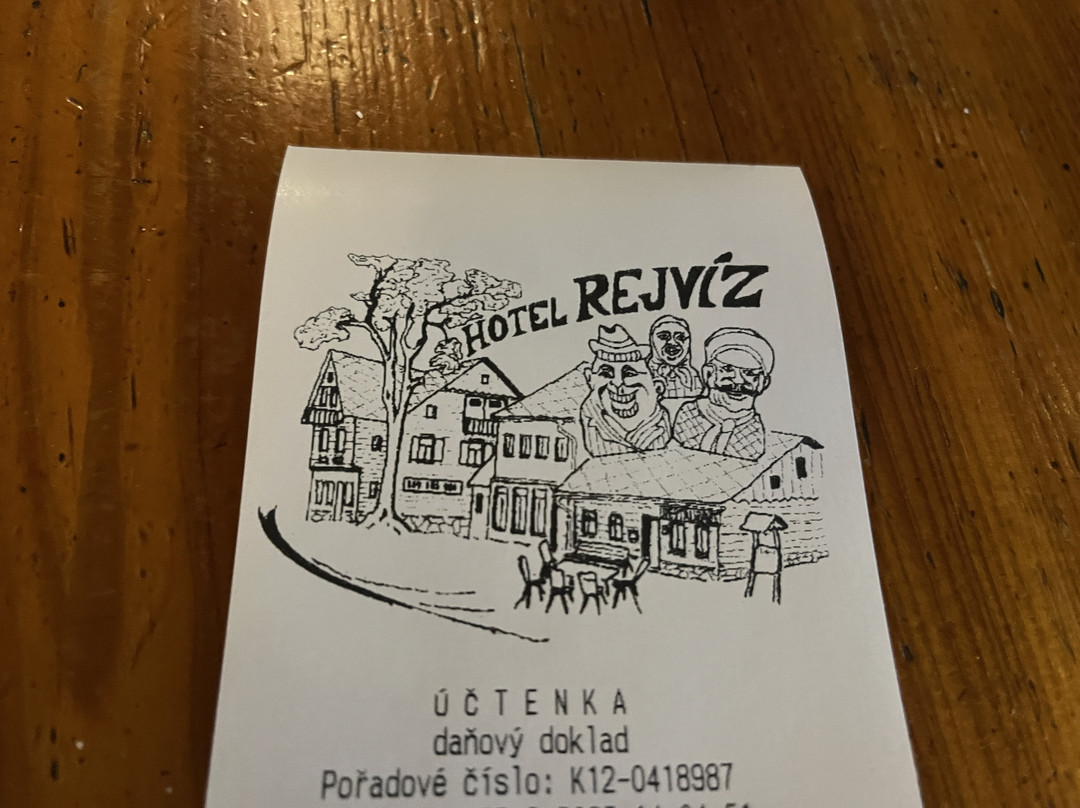 HOTEL REJVÍZ
ÚČTENKA
daňový doklad
Pořadové číslo: K12-0418987